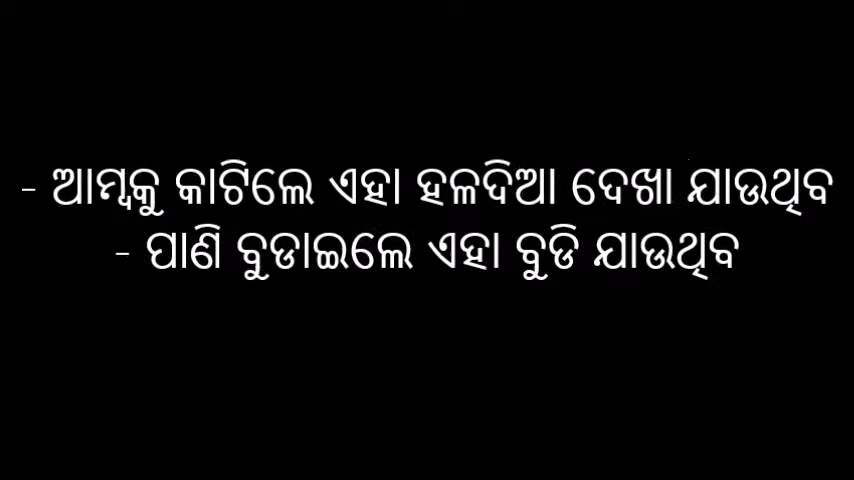 - ଆମ୍ବକୁ କାଟିଲେ ଏହା ହଳଦିଆ ଦେଖା ଯାଉଥିବ
- ପାଣି ବୁଡାଇଲେ ଏହା ବୁଡି ଯାଉଥିବ